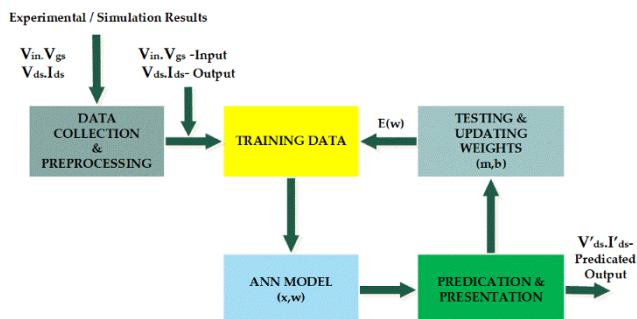 Experimental / Simulation Results
Vin.Vgs
Vds.Ids
Vin.Vgs -Input
Vds.Ids- Output
DATA
COLLECTION
&
PREPROCESSING
TRAINING DATA
E(w)
TESTING &
UPDATING
WEIGHTS
(m,b)
ANN MODEL
(x,w)
PREDICATION &
PRESENTATION
V'ds.I'ds-
Predicated
Output